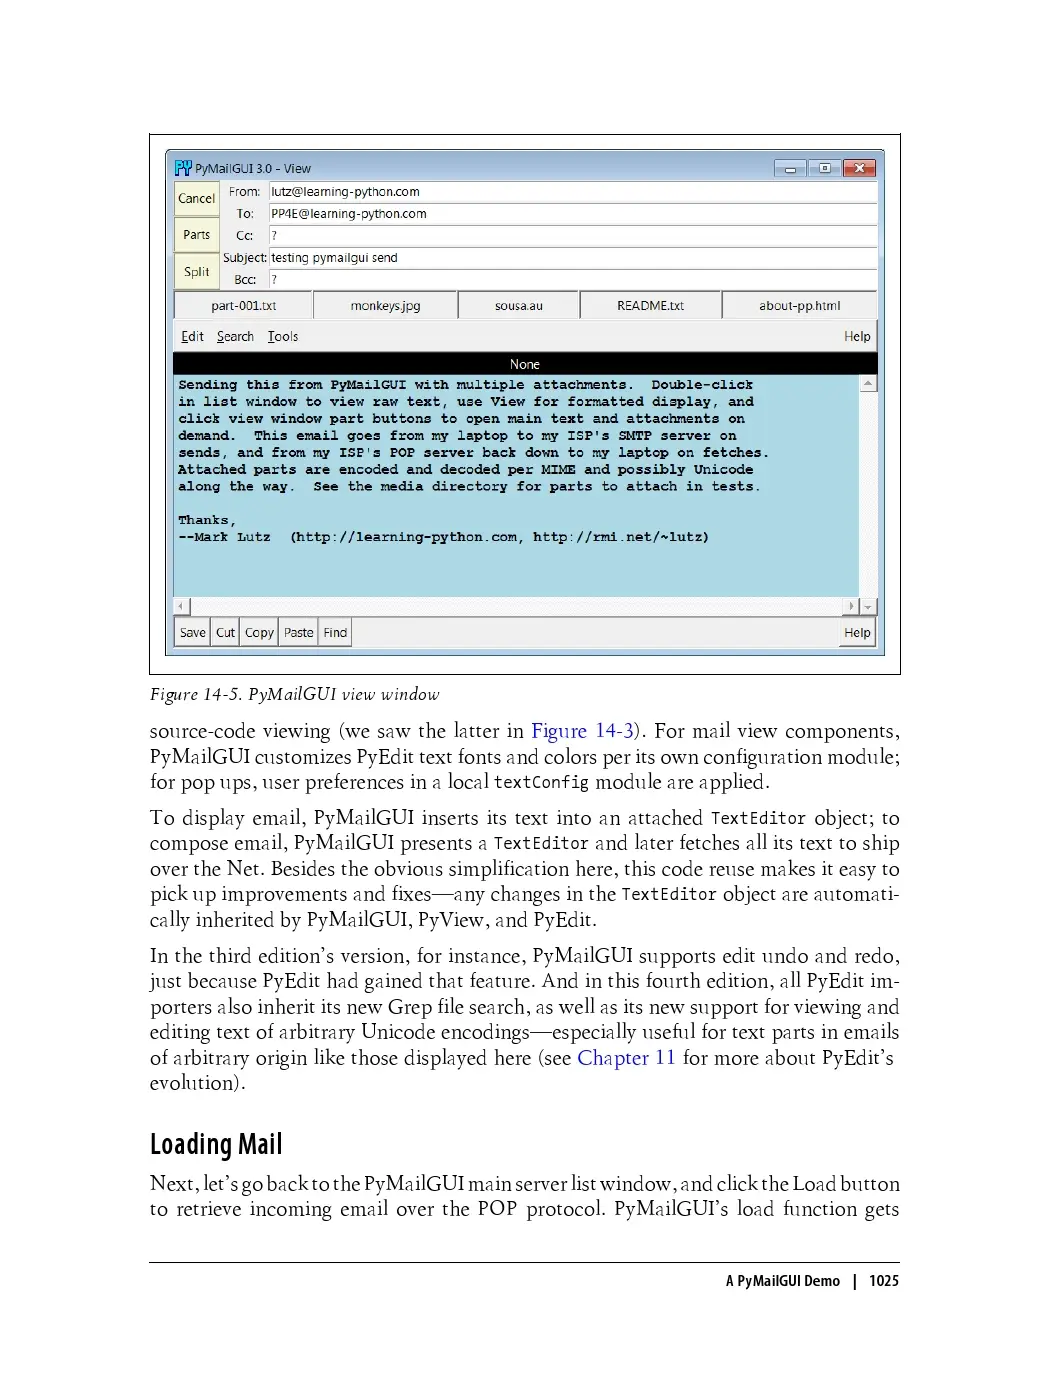 PY PyMailGUI 3.0 - View
Cancel
From: lutz@learning-python.com
To: PP4E@learning-python.com
Parts
Cc: ?
Subject: testing pymailgui send
Split
Bcc: ?
part-001.txt monkeys.jpg sousa.au README.txt about-pp.html
Edit Search Tools Help
None
Sending this from PyMailGUI with multiple attachments.  Double-click
in list window to view raw text, use View for formatted display, and
click view window part buttons to open main text and attachments on
demand.  This email goes from my laptop to my ISP's SMTP server on
sends, and from my ISP's POP server back down to my laptop on fetches.
Attached parts are encoded and decoded per MIME and possibly Unicode
along the way.  See the media directory for parts to attach in tests.
Thanks,
--Mark Lutz  (http://learning-python.com, http://rmi.net/~lutz)
Save Cut Copy Paste Find Help
Figure 14-5. PyMailGUI view window
source-code viewing (we saw the latter in Figure 14-3). For mail view components,
PyMailGUI customizes PyEdit text fonts and colors per its own configuration module;
for pop ups, user preferences in a local textConfig module are applied.
To display email, PyMailGUI inserts its text into an attached TextEditor object; to
compose email, PyMailGUI presents a TextEditor and later fetches all its text to ship
over the Net. Besides the obvious simplification here, this code reuse makes it easy to
pick up improvements and fixes—any changes in the TextEditor object are automati-
cally inherited by PyMailGUI, PyView, and PyEdit.
In the third edition’s version, for instance, PyMailGUI supports edit undo and redo,
just because PyEdit had gained that feature. And in this fourth edition, all PyEdit im-
porters also inherit its new Grep file search, as well as its new support for viewing and
editing text of arbitrary Unicode encodings—especially useful for text parts in emails
of arbitrary origin like those displayed here (see Chapter 11 for more about PyEdit’s
evolution).
Loading Mail
Next, let’s go back to the PyMailGUI main server list window, and click the Load button
to retrieve incoming email over the POP protocol. PyMailGUI’s load function gets
A PyMailGUI Demo | 1025